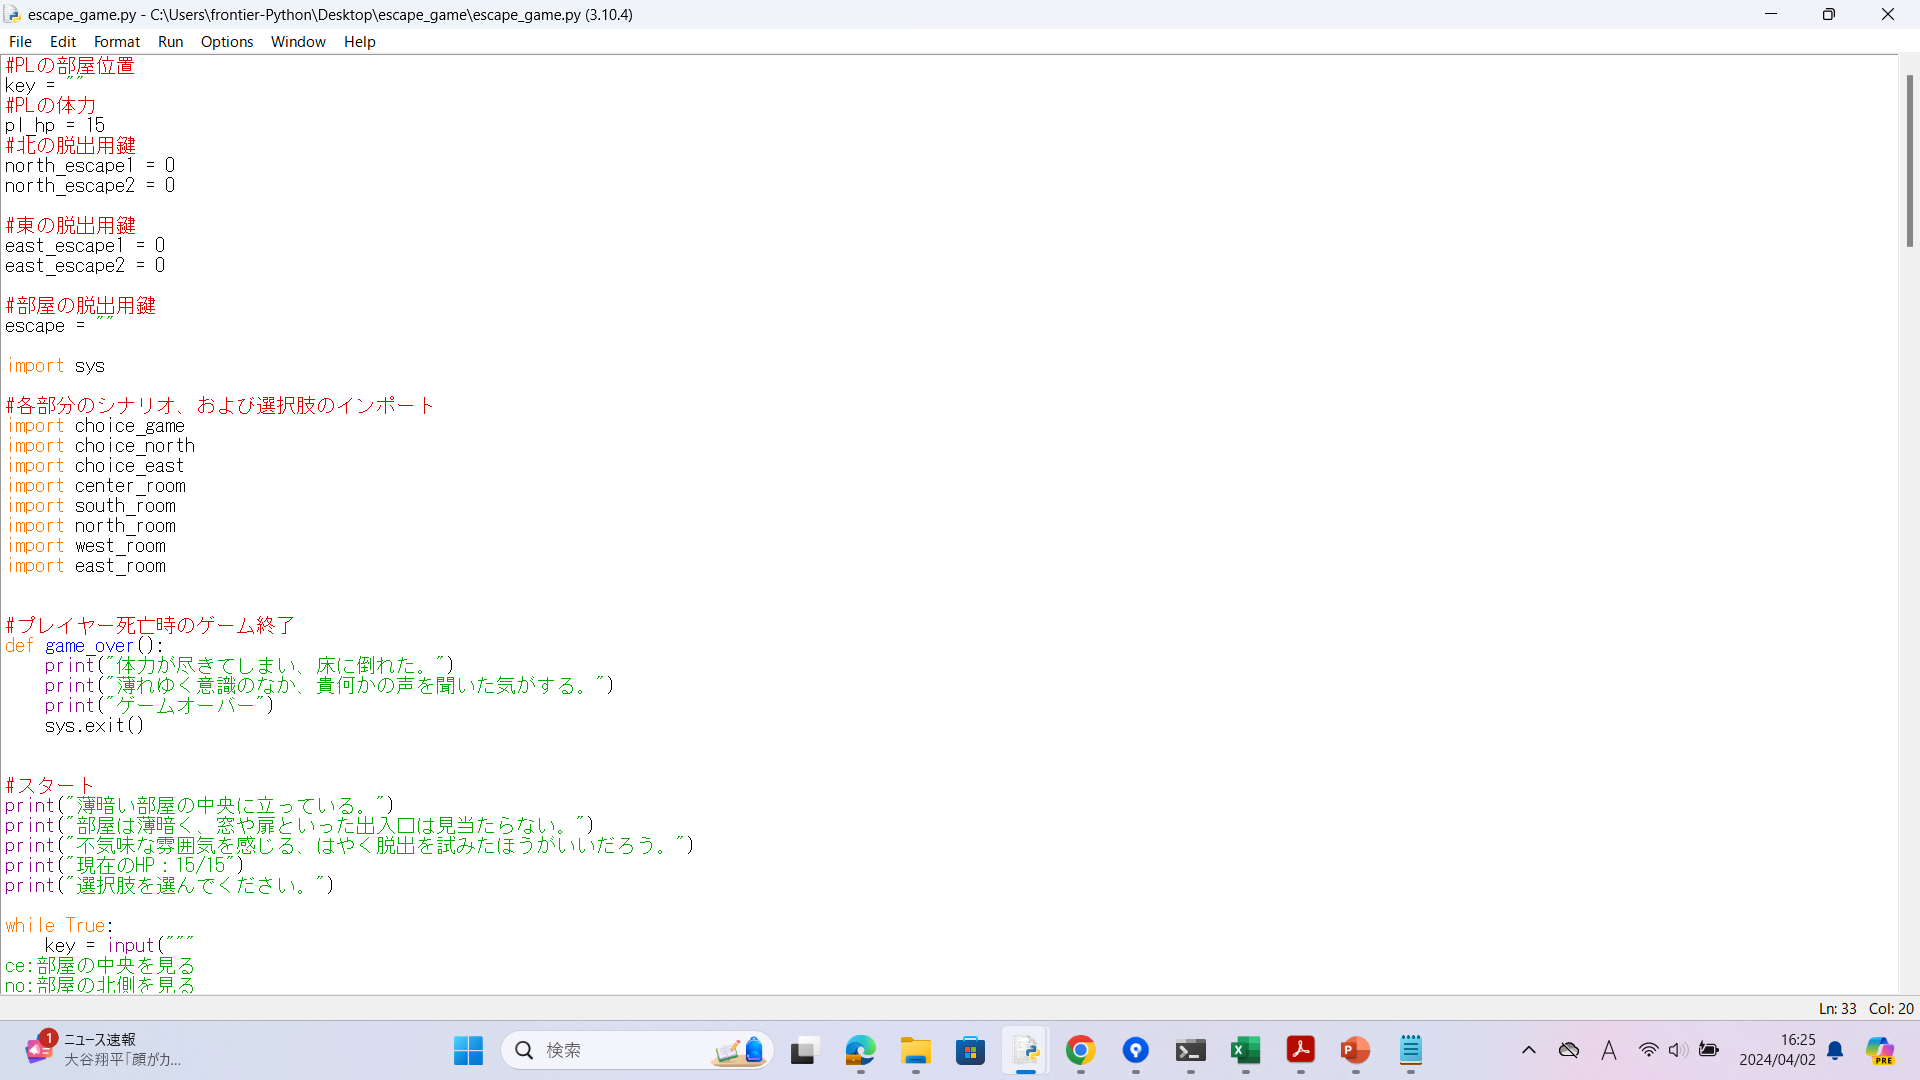 escape_game.py - C:\Users\frontier-Python\Desktop\escape_game\escape_game.py (3.10.4)
File Edit Format Run Options Window Help
#PLの部屋位置
key = ""
#PLの体力
pl_hp = 15
#北の脱出用鍵
north_escape1 = 0
north_escape2 = 0
#東の脱出用鍵
east_escape1 = 0
east_escape2 = 0
#部屋の脱出用鍵
escape = ""
import sys
#各部分のシナリオ、および選択肢のインポート
import choice_game
import choice_north
import choice_east
import center_room
import south_room
import north_room
import west_room
import east_room
#プレイヤー死亡時のゲーム終了
def game_over():
    print("体力が尽きてしまい、床に倒れた。")
    print("薄れゆく意識のなか、貴何かの声を聞いた気がする。")
    print("ゲームオーバー")
    sys.exit()
#スタート
print("薄暗い部屋の中央に立っている。")
print("部屋は薄暗く、窓や扉といった出入口は見当たらない。")
print("不気味な雰囲気を感じる、はやく脱出を試みたほうがいいだろう。")
print("現在のHP：15/15")
print("選択肢を選んでください。")
while True:
    key = input("""
ce:部屋の中央を見る
no:部屋の北側を見る
Ln: 33 Col: 20
1
ニュース速報
大谷翔平「顔がカ...
検索
A
16:25
2024/04/02
PRE